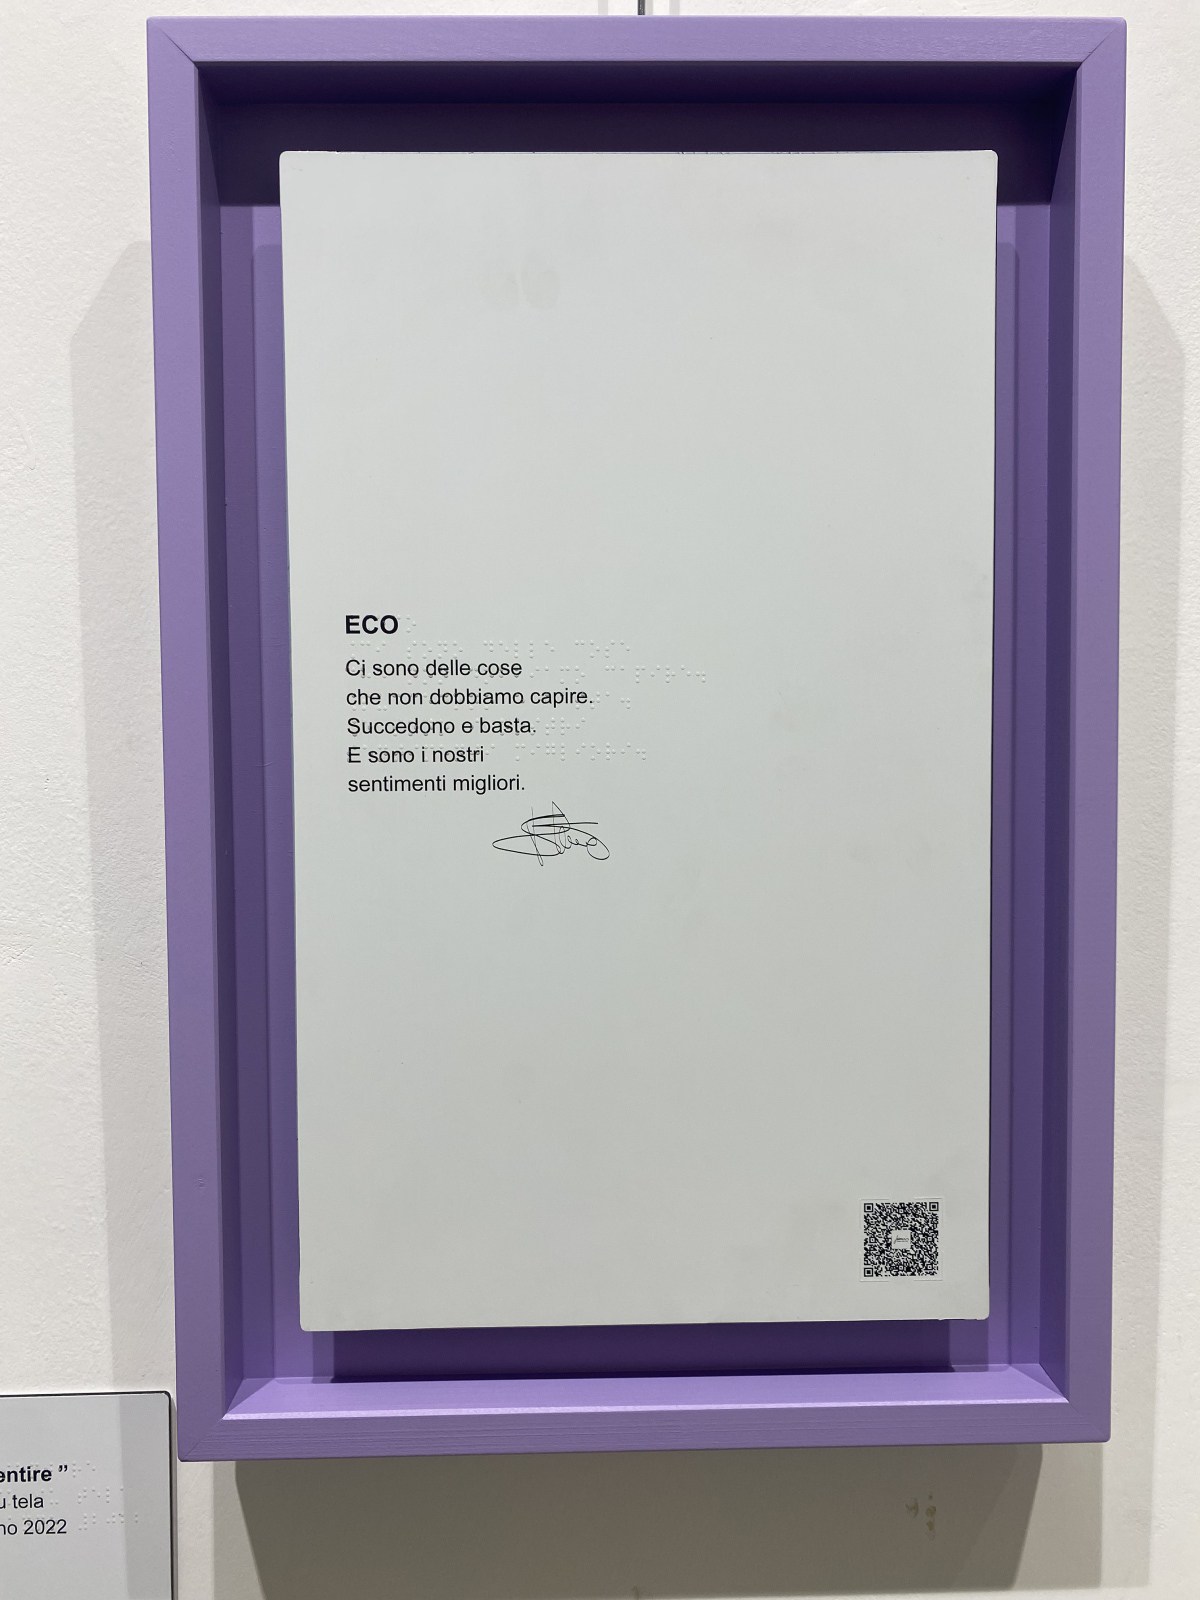 ECO
Ci sono delle cose
che non dobbiamo capire.
Succedono e basta.
E sono i nostri
sentimenti migliori.
entire ”
u tela
no 2022